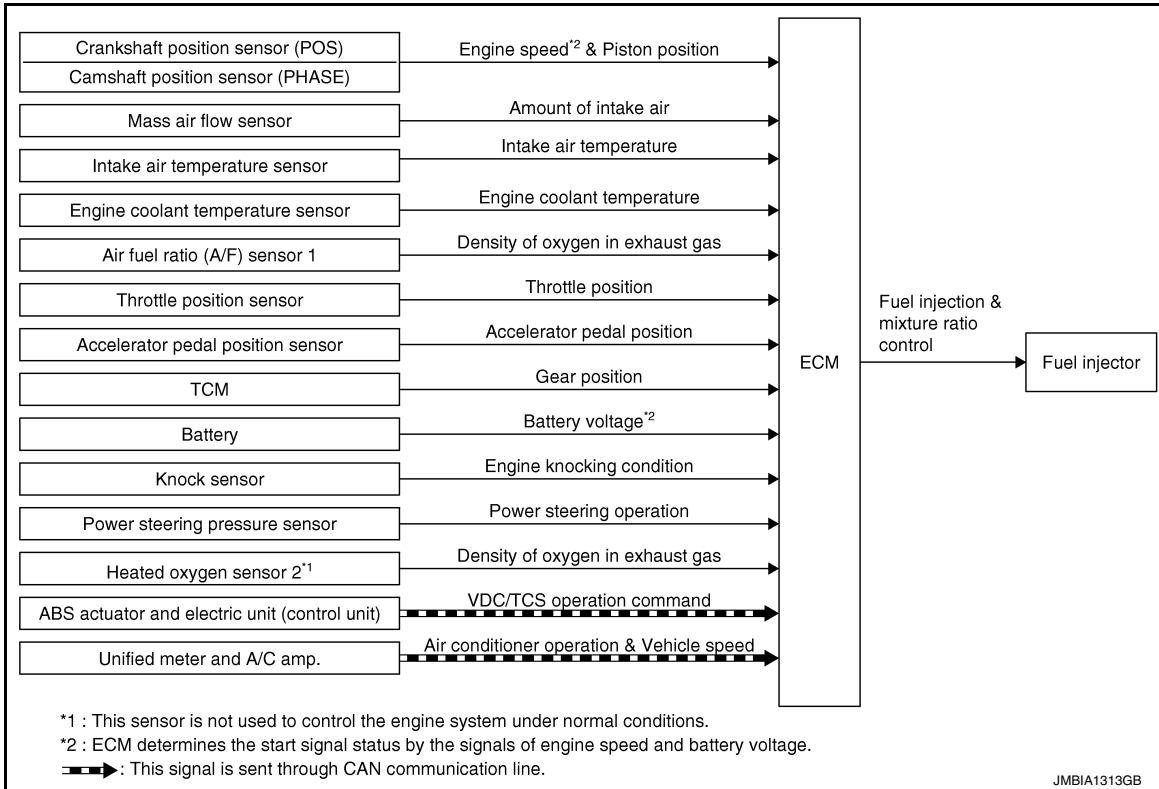 Crankshaft position sensor (POS)
Camshaft position sensor (PHASE)
Engine speed*2 & Piston position
Mass air flow sensor
Amount of intake air
Intake air temperature sensor
Intake air temperature
Engine coolant temperature sensor
Engine coolant temperature
Air fuel ratio (A/F) sensor 1
Density of oxygen in exhaust gas
Throttle position sensor
Throttle position
Accelerator pedal position sensor
Accelerator pedal position
TCM
Gear position
Battery
Battery voltage*2
Knock sensor
Engine knocking condition
Power steering pressure sensor
Power steering operation
Heated oxygen sensor 2*1
Density of oxygen in exhaust gas
ABS actuator and electric unit (control unit)
VDC/TCS operation command
Unified meter and A/C amp.
Air conditioner operation & Vehicle speed
ECM
Fuel injection &
mixture ratio
control
Fuel injector
*1 : This sensor is not used to control the engine system under normal conditions.
*2 : ECM determines the start signal status by the signals of engine speed and battery voltage.
: This signal is sent through CAN communication line.
JMBIA1313GB